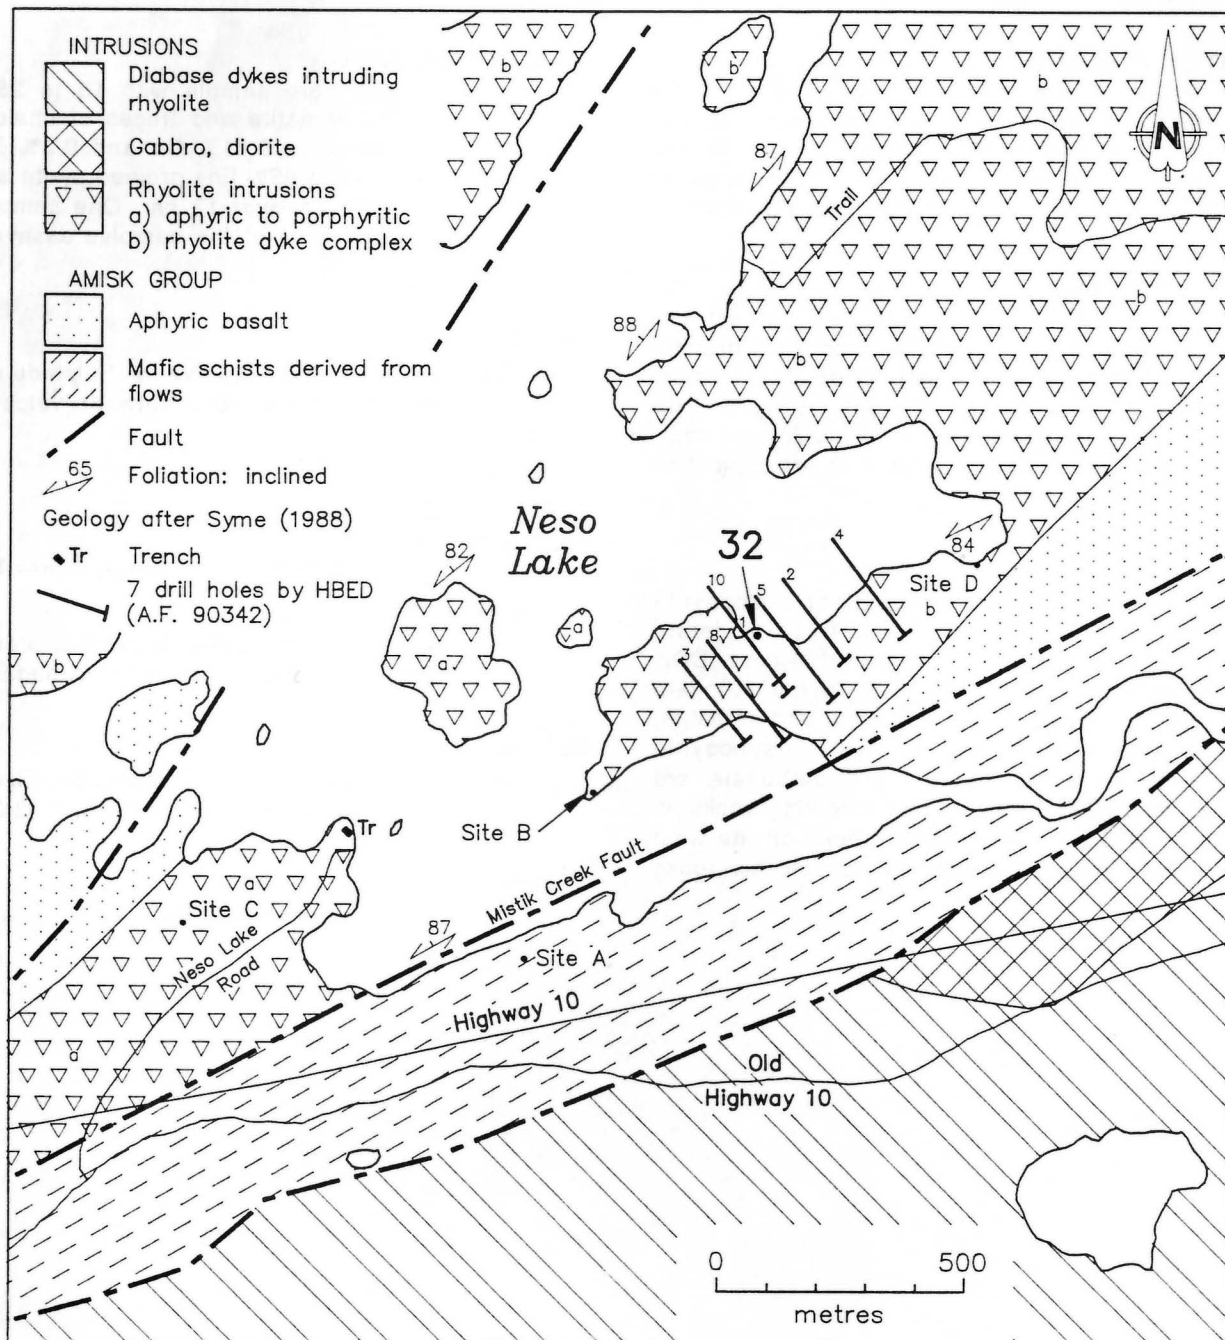 INTRUSIONS
Diabase dykes intruding
rhyolite
Gabbro, diorite
Rhyolite intrusions
a) aphyric to porphyritic
b) rhyolite dyke complex
AMISK GROUP
Aphyric basalt
Mafic schists derived from
flows
Fault
65
Foliation: inclined
Geology after Syme (1988)
Tr Trench
7 drill holes by HBED
(A.F. 90342)
b
b
b
N
87
Trail
b
88
b
Neso
Lake
32
4
84
82
10
5
2
Site D
b
a
1
8
3
b
a
Site B
Tr
Mistik Creek Fault
a
Site C
87
Neso Lake
Road
Site A
Highway 10
a
Old
Highway 10
0 500
metres